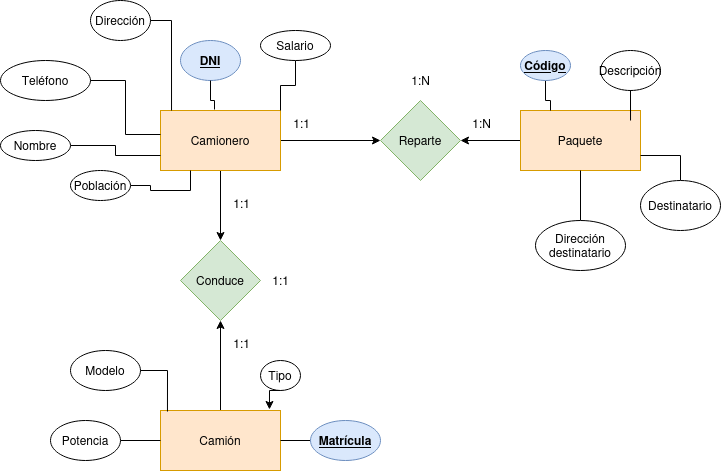 Dirección
DNI
Salario
Teléfono
Código
Descripción
1:N
1:1
1:N
Camionero
Reparte
Paquete
Nombre
Población
1:1
Destinatario
Dirección
destinatario
Conduce
1:1
1:1
Modelo
Tipo
Potencia
Camión
Matrícula